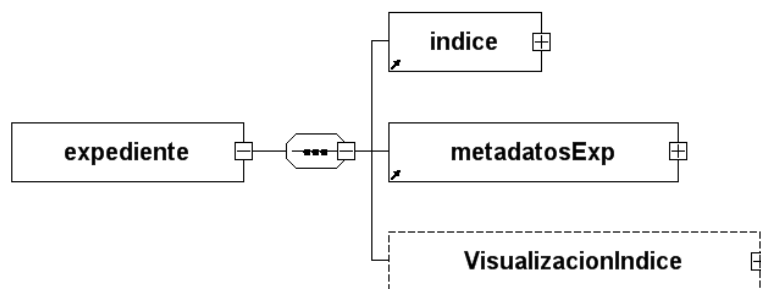 indice
expediente
metadatosExp
VisualizacionIndice